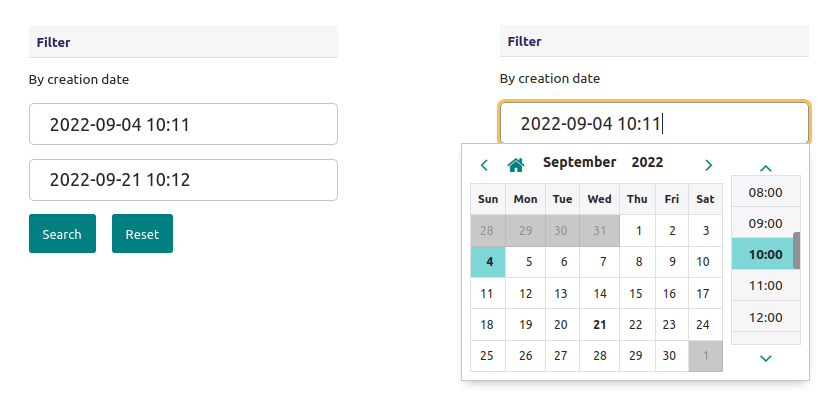 Filter
By creation date
2022-09-04 10:11
2022-09-21 10:12
Search Reset
Filter
By creation date
2022-09-04 10:11
September 2022
Sun Mon Tue Wed Thu Fri Sat
28 29 30 31 1 2 3
4 5 6 7 8 9 10
11 12 13 14 15 16 17
18 19 20 21 22 23 24
25 26 27 28 29 30 1
08:00
09:00
10:00
11:00
12:00